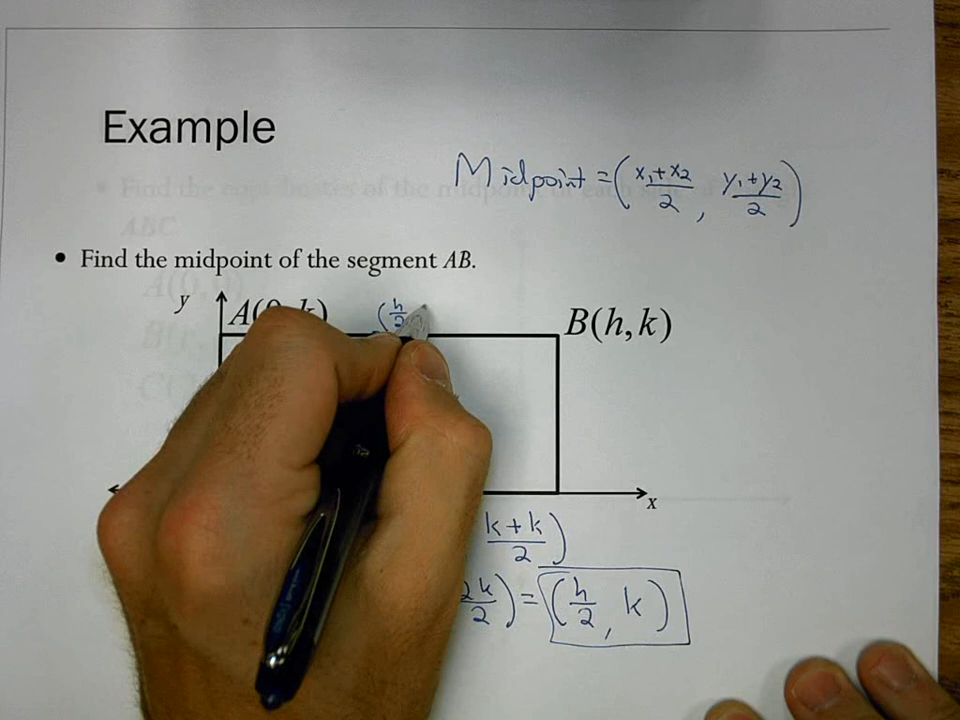 Example
Midpoint = (x₁+x₂/2, y₁+y₂/2)
• Find the midpoint of the segment AB.
y
(h/2
B(h, k)
x
k+k/2)
2k/2) = (h/2, k)